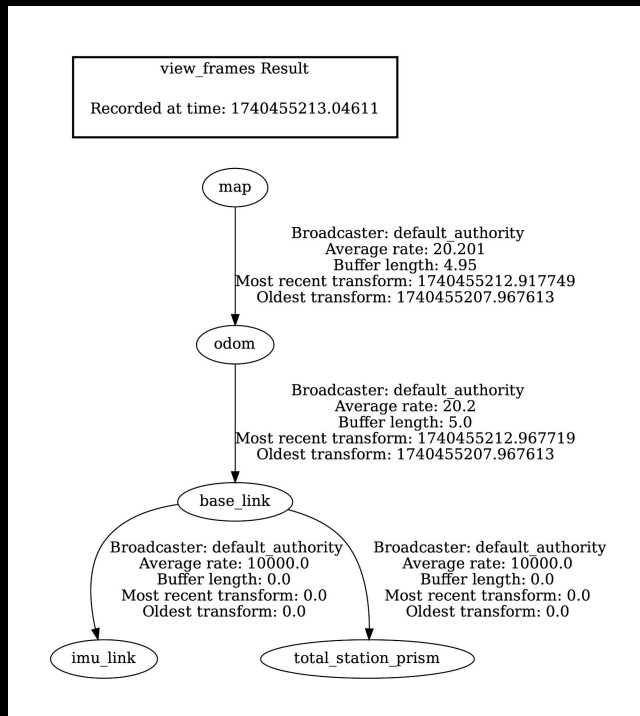 view_frames Result
Recorded at time: 1740455213.04611
map
Broadcaster: default_authority
Average rate: 20.201
Buffer length: 4.95
Most recent transform: 1740455212.917749
Oldest transform: 1740455207.967613
odom
Broadcaster: default_authority
Average rate: 20.2
Buffer length: 5.0
Most recent transform: 1740455212.967719
Oldest transform: 1740455207.967613
base_link
Broadcaster: default_authority
Average rate: 10000.0
Buffer length: 0.0
Most recent transform: 0.0
Oldest transform: 0.0
Broadcaster: default_authority
Average rate: 10000.0
Buffer length: 0.0
Most recent transform: 0.0
Oldest transform: 0.0
imu_link
total_station_prism